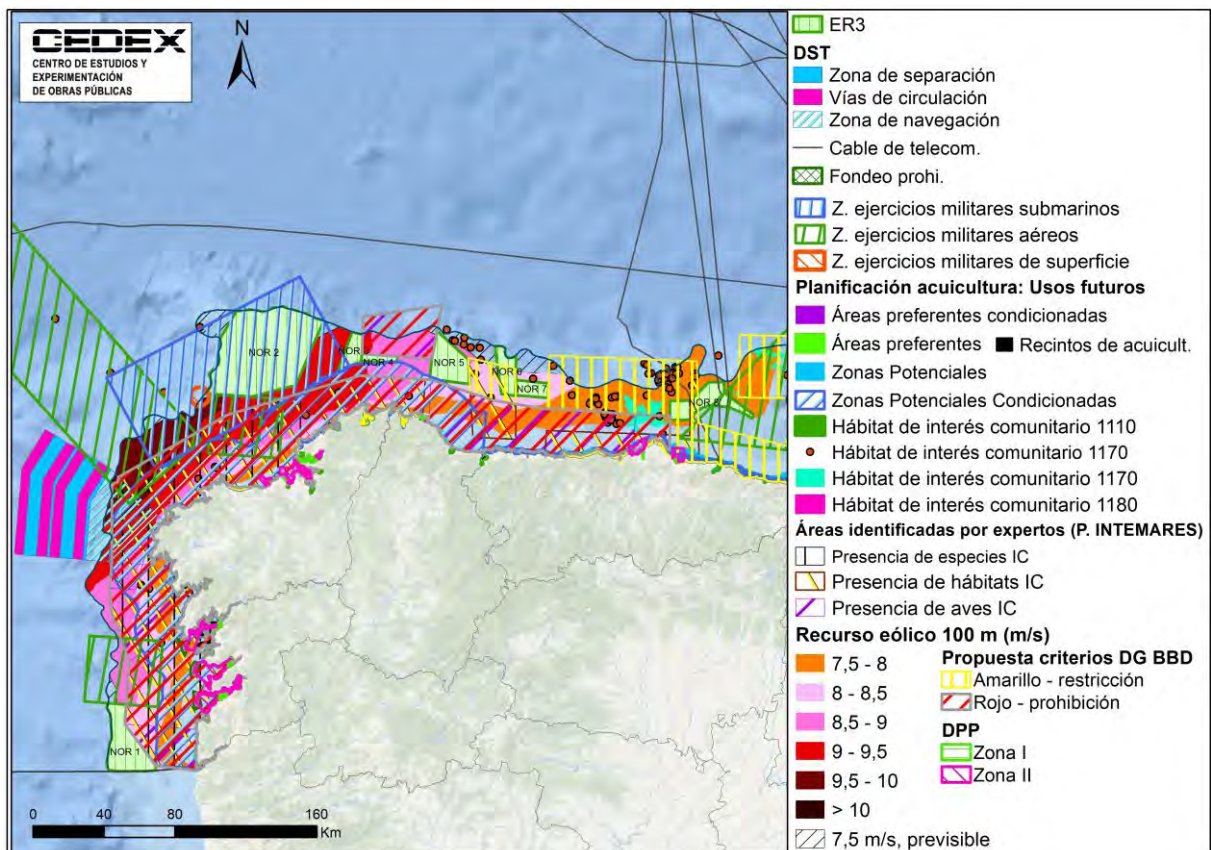 CEDEX
CENTRO DE ESTUDIOS Y
EXPERIMENTACIÓN
DE OBRAS PÚBLICAS
N
NOR 2
NOR
NOR 4
NOR 5
NOR 6
NOR 7
NOR 8
NOR 1
0 40 80 160
Km
ER3
DST
Zona de separación
Vías de circulación
Zona de navegación
Cable de telecom.
Fondeo prohi.
Z. ejercicios militares submarinos
Z. ejercicios militares aéreos
Z. ejercicios militares de superficie
Planificación acuicultura: Usos futuros
Áreas preferentes condicionadas
Áreas preferentes Recintos de acuicult.
Zonas Potenciales
Zonas Potenciales Condicionadas
Hábitat de interés comunitario 1110
Hábitat de interés comunitario 1170
Hábitat de interés comunitario 1170
Hábitat de interés comunitario 1180
Áreas identificadas por expertos (P. INTEMARES)
Presencia de especies IC
Presencia de hábitats IC
Presencia de aves IC
Recurso eólico 100 m (m/s)
7,5 - 8
8 - 8,5
8,5 - 9
9 - 9,5
9,5 - 10
> 10
7,5 m/s, previsible
Propuesta criterios DG BBD
Amarillo - restricción
Rojo - prohibición
DPP
Zona I
Zona II